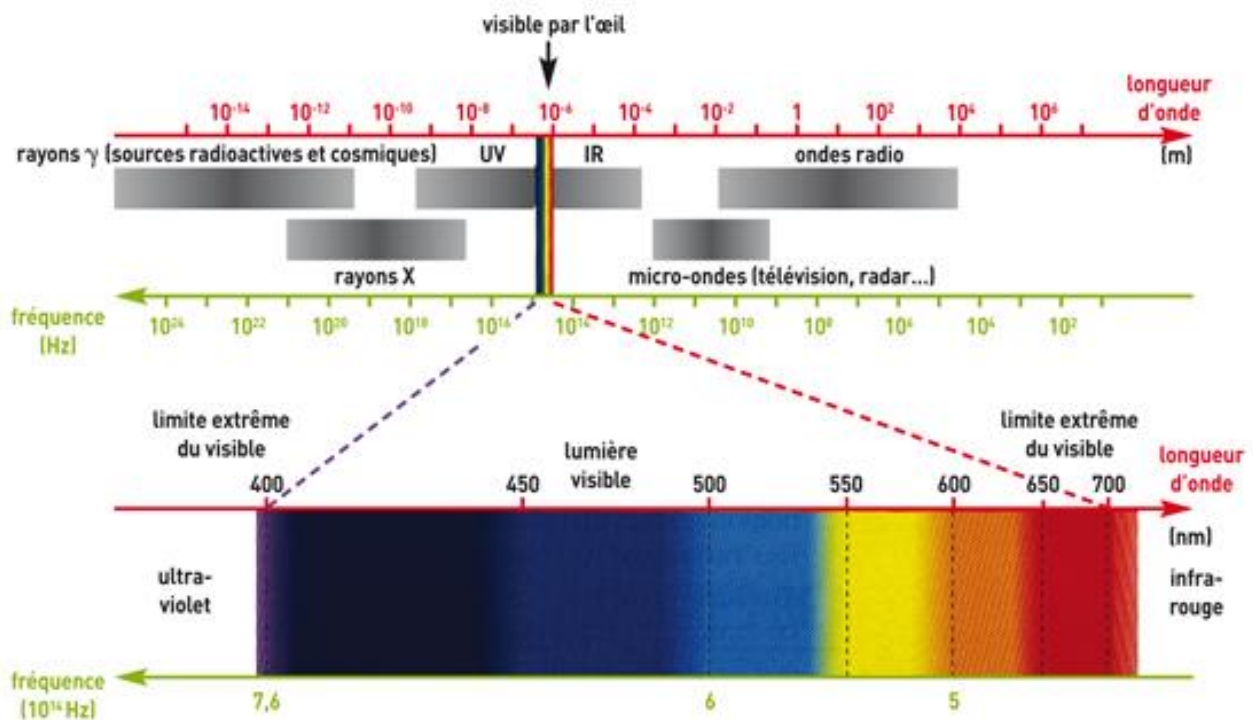 visible par l'œil
10⁻¹⁴ 10⁻¹² 10⁻¹⁰ 10⁻⁸ 10⁻⁶ 10⁻⁴ 10⁻² 1 10² 10⁴ 10⁶
longueur
d'onde
(m)
rayons γ (sources radioactives et cosmiques) UV IR ondes radio
rayons X micro-ondes (télévision, radar...)
fréquence
(Hz)
10²⁴ 10²² 10²⁰ 10¹⁸ 10¹⁶ 10¹⁴ 10¹² 10¹⁰ 10⁸ 10⁶ 10⁴ 10²
limite extrême
du visible
lumière
visible
limite extrême
du visible
longueur
d'onde
400 450 500 550 600 650 700
(nm)
ultra-
violet
infra-
rouge
fréquence
(10¹⁴ Hz)
7,6 6 5